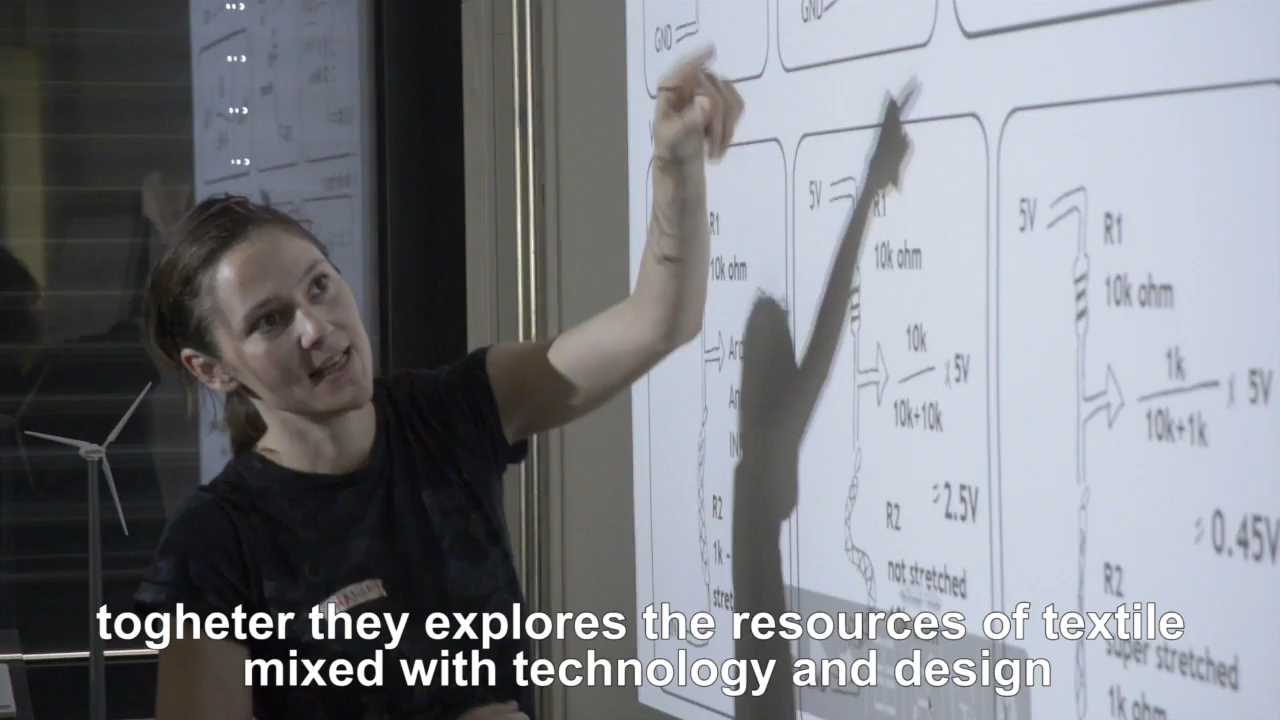 GND
GND
5V
5V
R1
R1
R1
10k ohm
10k ohm
10k ohm
10k
10k+10k
5V
1k
10k+1k
5V
R2
R2
R2
=2.5V
=0.45V
1k -
not stretched
super stretched
1k ohm
togheter they explores the resources of textile
mixed with technology and design